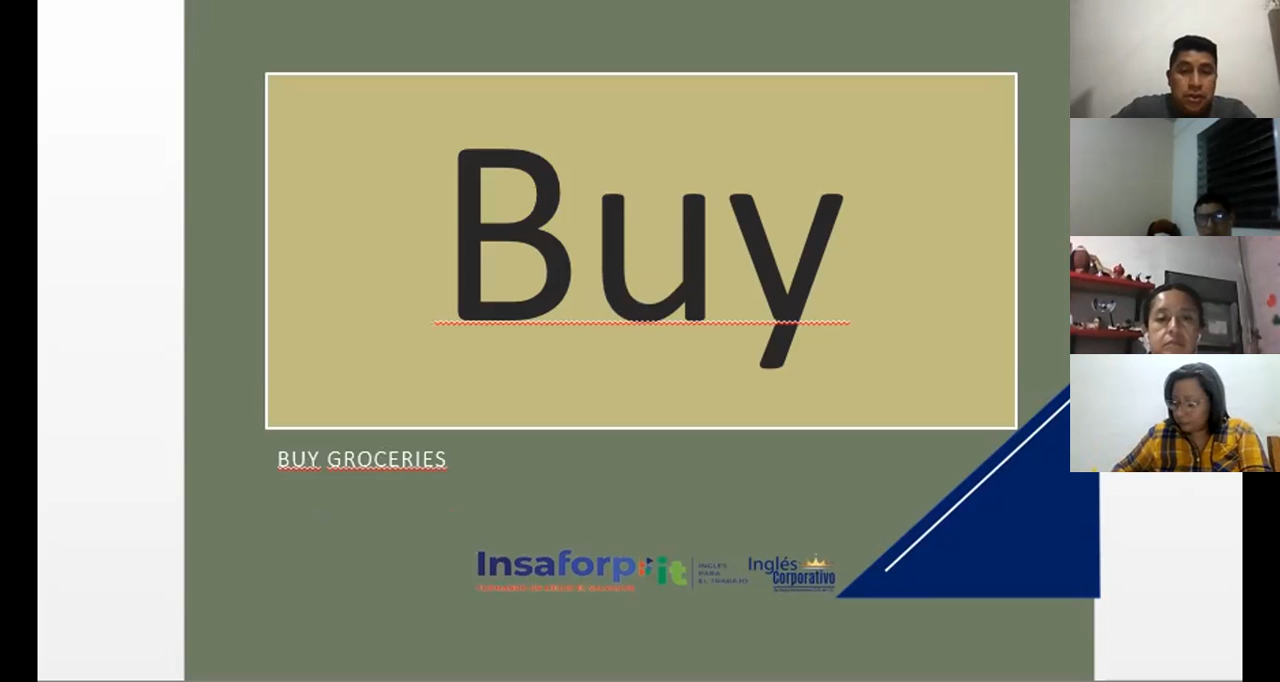 Buy
BUY GROCERIES
Insaforp it INGLÉS
PARA
EL TRABAJO Inglés
Corporativo